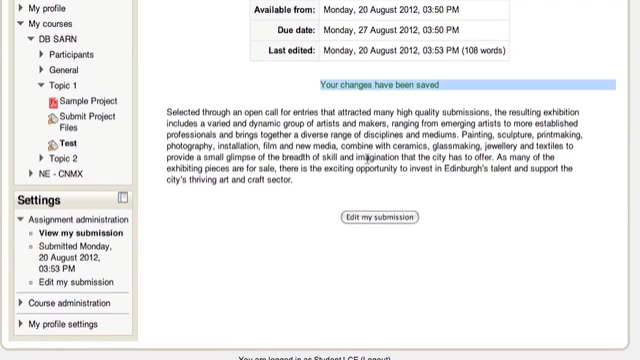 My profile
My courses
DB SARN
Participants
General
Topic 1
Sample Project
Submit Project
Files
Test
Topic 2
NE - CNMX
Settings
Assignment administration
View my submission
Submitted Monday,
20 August 2012,
03:53 PM
Edit my submission
Course administration
My profile settings
Available from: Monday, 20 August 2012, 03:50 PM
Due date: Monday, 27 August 2012, 03:50 PM
Last edited: Monday, 20 August 2012, 03:53 PM (108 words)
Your changes have been saved
Selected through an open call for entries that attracted many high quality submissions, the resulting exhibition
includes a varied and dynamic group of artists and makers, ranging from emerging artists to more established
professionals and brings together a diverse range of disciplines and mediums. Painting, sculpture, printmaking,
photography, installation, film and new media, combine with ceramics, glassmaking, jewellery and textiles to
provide a small glimpse of the breadth of skill and imagination that the city has to offer. As many of the
exhibiting pieces are for sale, there is the exciting opportunity to invest in Edinburgh's talent and support the
city's thriving art and craft sector.
Edit my submission
You are logged in as Student LCE (Logout)